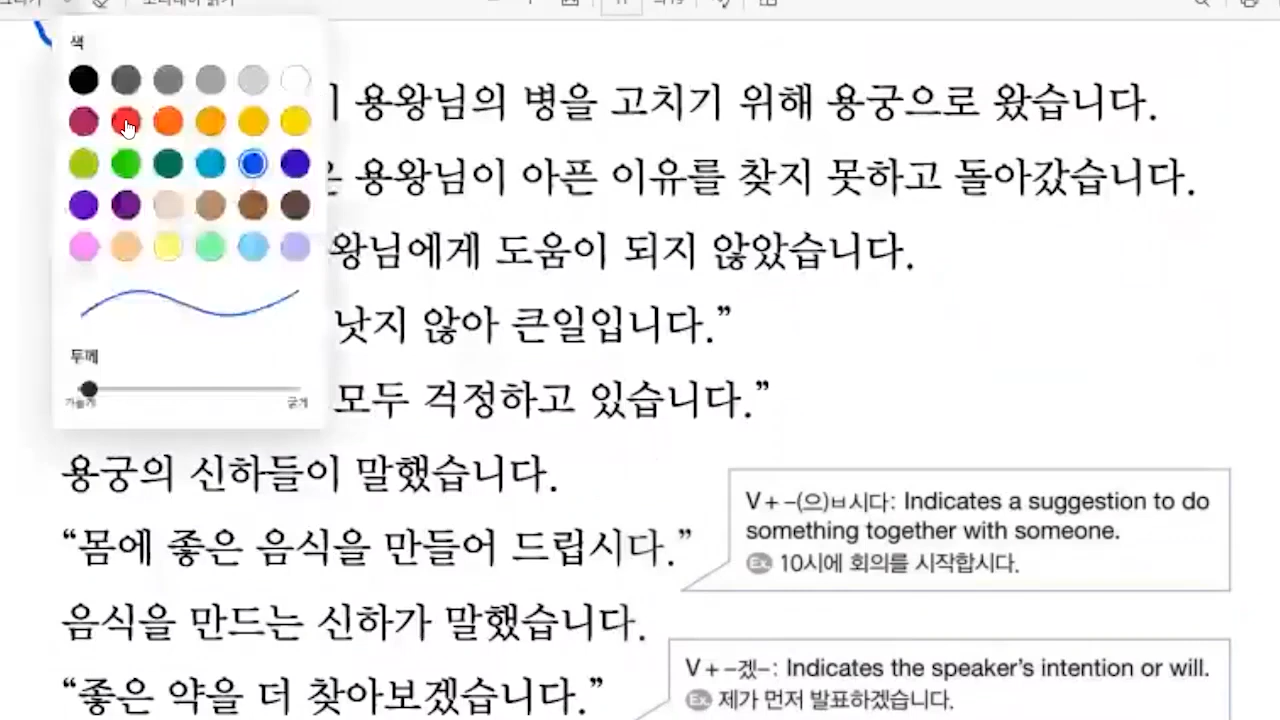 색
용왕님의 병을 고치기 위해 용궁으로 왔습니다.
용왕님이 아픈 이유를 찾지 못하고 돌아갔습니다.
왕님에게 도움이 되지 않았습니다.
낫지 않아 큰일입니다.”
두께
모두 걱정하고 있습니다.”
가늘게
굵게
용궁의 신하들이 말했습니다.
“몸에 좋은 음식을 만들어 드립시다.”
V + –(으)ㅂ시다: Indicates a suggestion to do
something together with someone.
Ex. 10시에 회의를 시작합시다.
음식을 만드는 신하가 말했습니다.
“좋은 약을 더 찾아보겠습니다.”
V + –겠–: Indicates the speaker’s intention or will.
Ex. 제가 먼저 발표하겠습니다.